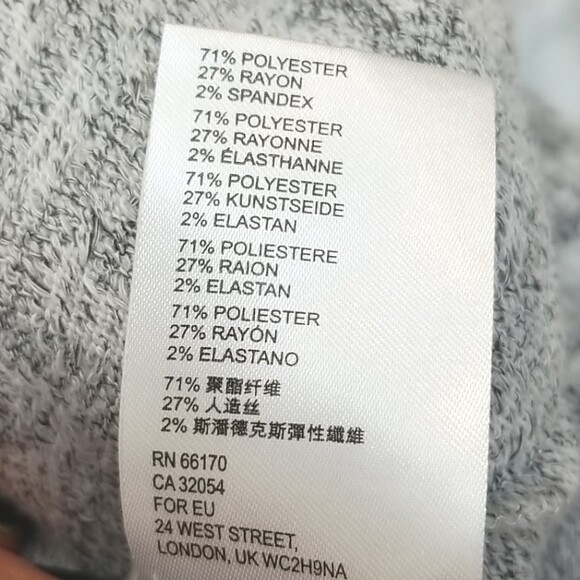 71% POLYESTER
27% RAYON
2% SPANDEX
71% POLYESTER
27% RAYONNE
2% ÉLASTHANNE
71% POLYESTER
27% KUNSTSEIDE
2% ELASTAN
71% POLIESTERE
27% RAION
2% ELASTAN
71% POLIESTER
27% RAYÓN
2% ELASTANO
71% 聚酯纤维
27% 人造丝
2% 斯潘德克斯彈性纖維
RN 66170
CA 32054
FOR EU
24 WEST STREET,
LONDON, UK WC2H9NA